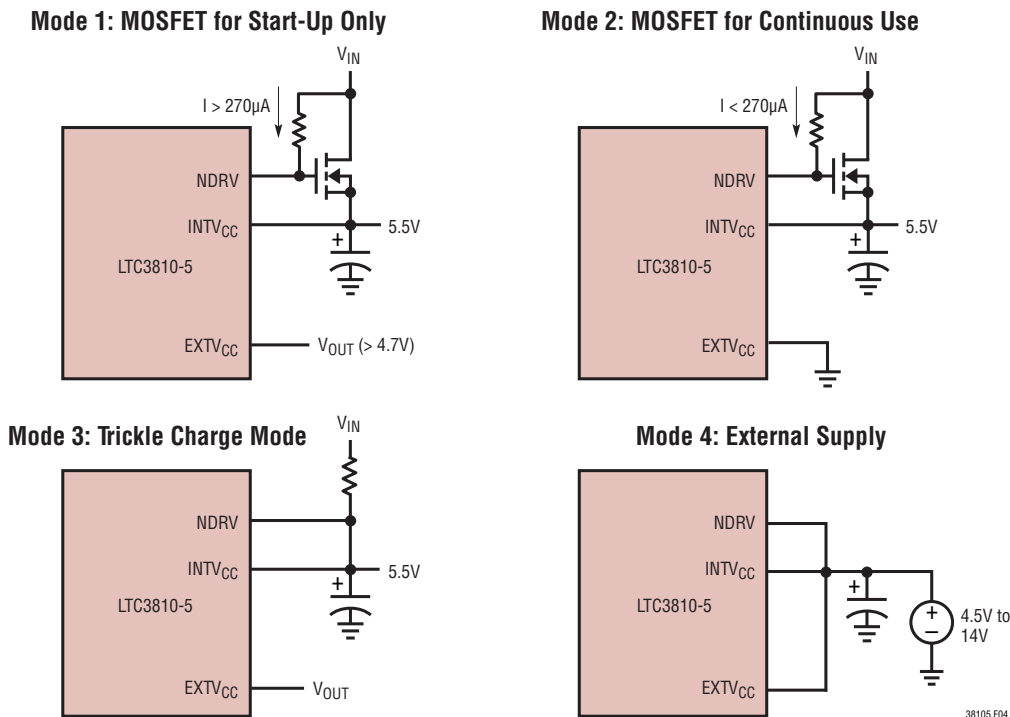 Mode 1: MOSFET for Start-Up Only
VIN
I > 270µA
NDRV
INTVCC
5.5V
+
LTC3810-5
EXTVCC
VOUT (> 4.7V)
Mode 2: MOSFET for Continuous Use
VIN
I < 270µA
NDRV
INTVCC
5.5V
+
LTC3810-5
EXTVCC
Mode 3: Trickle Charge Mode
VIN
NDRV
INTVCC
5.5V
+
LTC3810-5
EXTVCC
VOUT
Mode 4: External Supply
NDRV
INTVCC
+
LTC3810-5
+
–
4.5V to
14V
EXTVCC
38105 F04